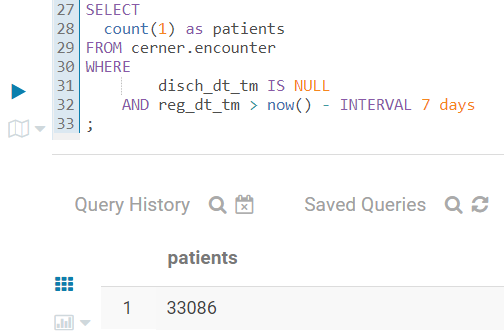 27 SELECT
28 count(1) as patients
29 FROM cerner.encounter
30 WHERE
31 disch_dt_tm IS NULL
32 AND reg_dt_tm > now() - INTERVAL 7 days
33 ;
Query History Saved Queries
patients
1 33086